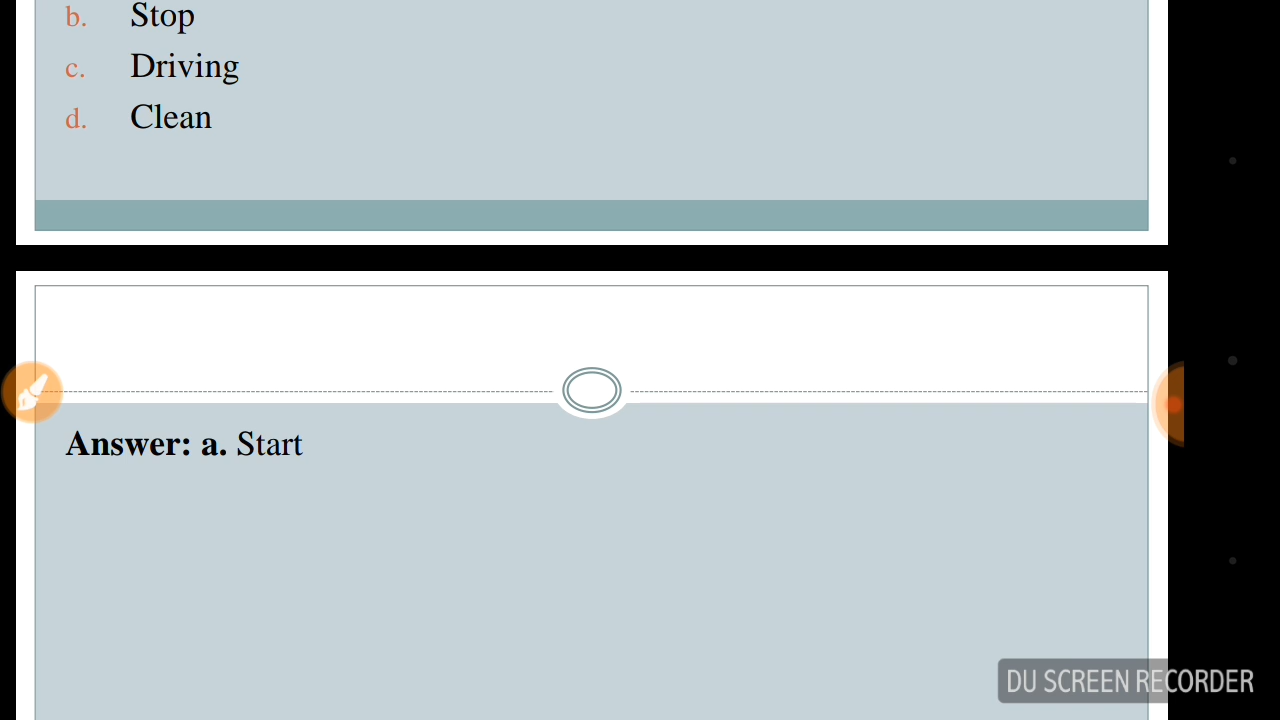 b. Stop
c. Driving
d. Clean
Answer: a. Start
DU SCREEN RECORDER